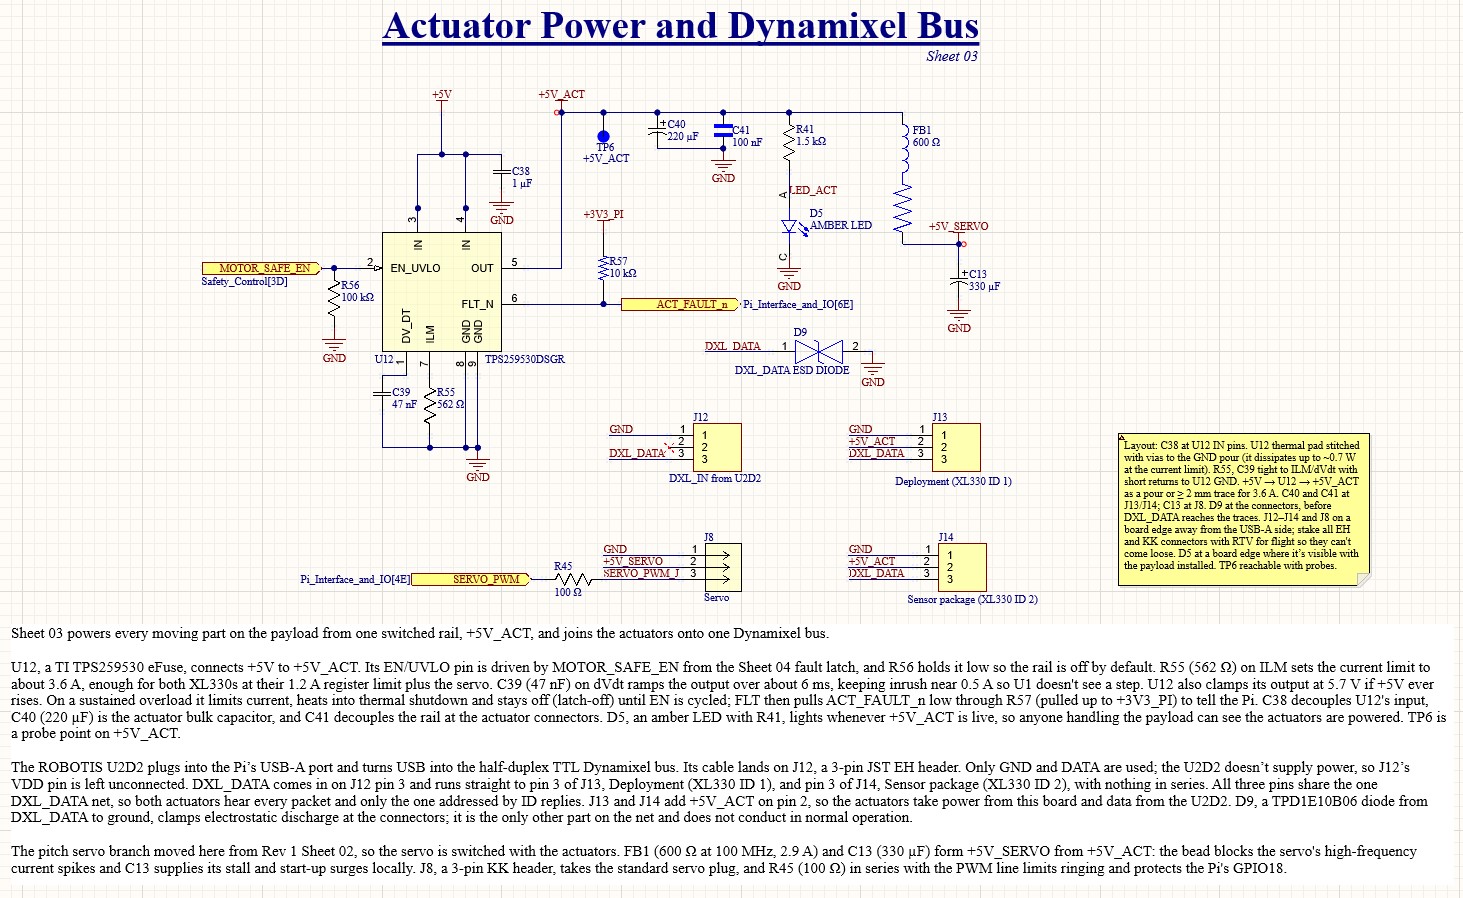 Actuator Power and Dynamixel Bus
Sheet 03
+5V
+5V_ACT
C40
220 µF
C41
100 nF
R41
1.5 kΩ
FB1
600 Ω
TP6
+5V_ACT
C38
1 µF
GND
GND
LED_ACT
A
D5
AMBER LED
C
GND
+3V3_PI
+5V_SERVO
3
4
IN
IN
MOTOR_SAFE_EN
Safety_Control[3D]
2
EN_UVLO
OUT
5
R57
10 kΩ
C13
330 µF
GND
R56
100 kΩ
GND
FLT_N
6
ACT_FAULT_n
Pi_Interface_and_IO[6E]
DV_DT
ILM
GND
GND
U12
1
7
8
9
TPS259530DSGR
D9
DXL_DATA
1
2
DXL_DATA ESD DIODE
GND
C39
47 nF
R55
562 Ω
GND
J12
GND
1
1
2
2
DXL_DATA
3
3
DXL_IN from U2D2
J13
GND
1
1
+5V_ACT
2
2
DXL_DATA
3
3
Deployment (XL330 ID 1)
Layout: C38 at U12 IN pins. U12 thermal pad stitched
with vias to the GND pour (it dissipates up to ~0.7 W
at the current limit). R55, C39 tight to ILM/dVdt with
short returns to U12 GND. +5V → U12 → +5V_ACT
as a pour or ≥ 2 mm trace for 3.6 A. C40 and C41 at
J13/J14; C13 at J8. D9 at the connectors, before
DXL_DATA reaches the traces. J12–J14 and J8 on a
board edge away from the USB-A side; stake all EH
and KK connectors with RTV for flight so they can't
come loose. D5 at a board edge where it's visible with
the payload installed. TP6 reachable with probes.
Pi_Interface_and_IO[4E]
SERVO_PWM
R45
100 Ω
J8
GND
1
+5V_SERVO
2
SERVO_PWM_J
3
Servo
J14
GND
1
1
+5V_ACT
2
2
DXL_DATA
3
3
Sensor package (XL330 ID 2)
Sheet 03 powers every moving part on the payload from one switched rail, +5V_ACT, and joins the actuators onto one Dynamixel bus.
U12, a TI TPS259530 eFuse, connects +5V to +5V_ACT. Its EN/UVLO pin is driven by MOTOR_SAFE_EN from the Sheet 04 fault latch, and R56 holds it low so the rail is off by default. R55 (562 Ω) on ILM sets the current limit to
about 3.6 A, enough for both XL330s at their 1.2 A register limit plus the servo. C39 (47 nF) on dVdt ramps the output over about 6 ms, keeping inrush near 0.5 A so U1 doesn't see a step. U12 also clamps its output at 5.7 V if +5V ever
rises. On a sustained overload it limits current, heats into thermal shutdown and stays off (latch-off) until EN is cycled; FLT then pulls ACT_FAULT_n low through R57 (pulled up to +3V3_PI) to tell the Pi. C38 decouples U12's input,
C40 (220 µF) is the actuator bulk capacitor, and C41 decouples the rail at the actuator connectors. D5, an amber LED with R41, lights whenever +5V_ACT is live, so anyone handling the payload can see the actuators are powered. TP6 is
a probe point on +5V_ACT.
The ROBOTIS U2D2 plugs into the Pi’s USB-A port and turns USB into the half-duplex TTL Dynamixel bus. Its cable lands on J12, a 3-pin JST EH header. Only GND and DATA are used; the U2D2 doesn’t supply power, so J12’s
VDD pin is left unconnected. DXL_DATA comes in on J12 pin 3 and runs straight to pin 3 of J13, Deployment (XL330 ID 1), and pin 3 of J14, Sensor package (XL330 ID 2), with nothing in series. All three pins share the one
DXL_DATA net, so both actuators hear every packet and only the one addressed by ID replies. J13 and J14 add +5V_ACT on pin 2, so the actuators take power from this board and data from the U2D2. D9, a TPD1E10B06 diode from
DXL_DATA to ground, clamps electrostatic discharge at the connectors; it is the only other part on the net and does not conduct in normal operation.
The pitch servo branch moved here from Rev 1 Sheet 02, so the servo is switched with the actuators. FB1 (600 Ω at 100 MHz, 2.9 A) and C13 (330 µF) form +5V_SERVO from +5V_ACT: the bead blocks the servo's high-frequency
current spikes and C13 supplies its stall and start-up surges locally. J8, a 3-pin KK header, takes the standard servo plug, and R45 (100 Ω) in series with the PWM line limits ringing and protects the Pi's GPIO18.